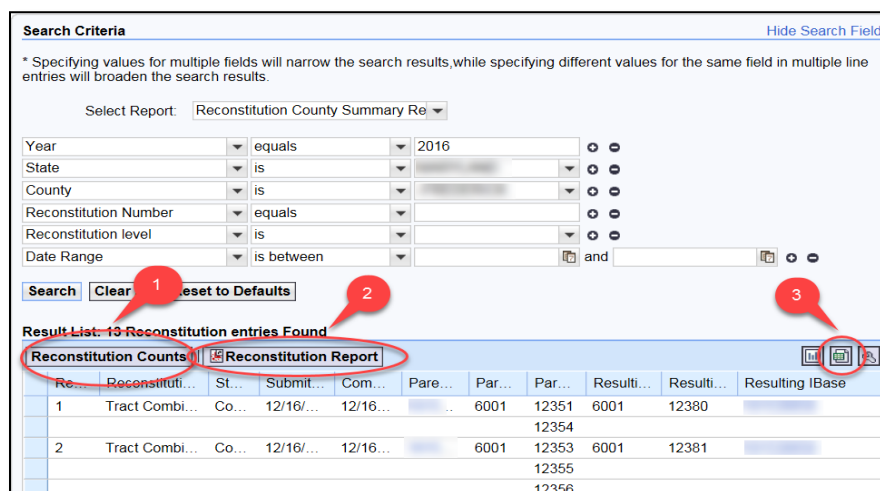 Search Criteria Hide Search Field
* Specifying values for multiple fields will narrow the search results,while specifying different values for the same field in multiple line
entries will broaden the search results.
Select Report: Reconstitution County Summary Re
Year equals 2016
State is
County is
Reconstitution Number equals
Reconstitution level is
Date Range is between and
1 2 3
Search Clear Reset to Defaults
Result List: 13 Reconstitution entries Found
Reconstitution Counts Reconstitution Report
Re... Reconstituti... St... Submit... Com... Pare... Par... Par... Resulti... Resulti... Resulting IBase
1 Tract Combi... Co... 12/16/... 12/16... 6001 12351 6001 12380
12354
2 Tract Combi... Co... 12/16/... 12/16... 6001 12353 6001 12381
12355
12356